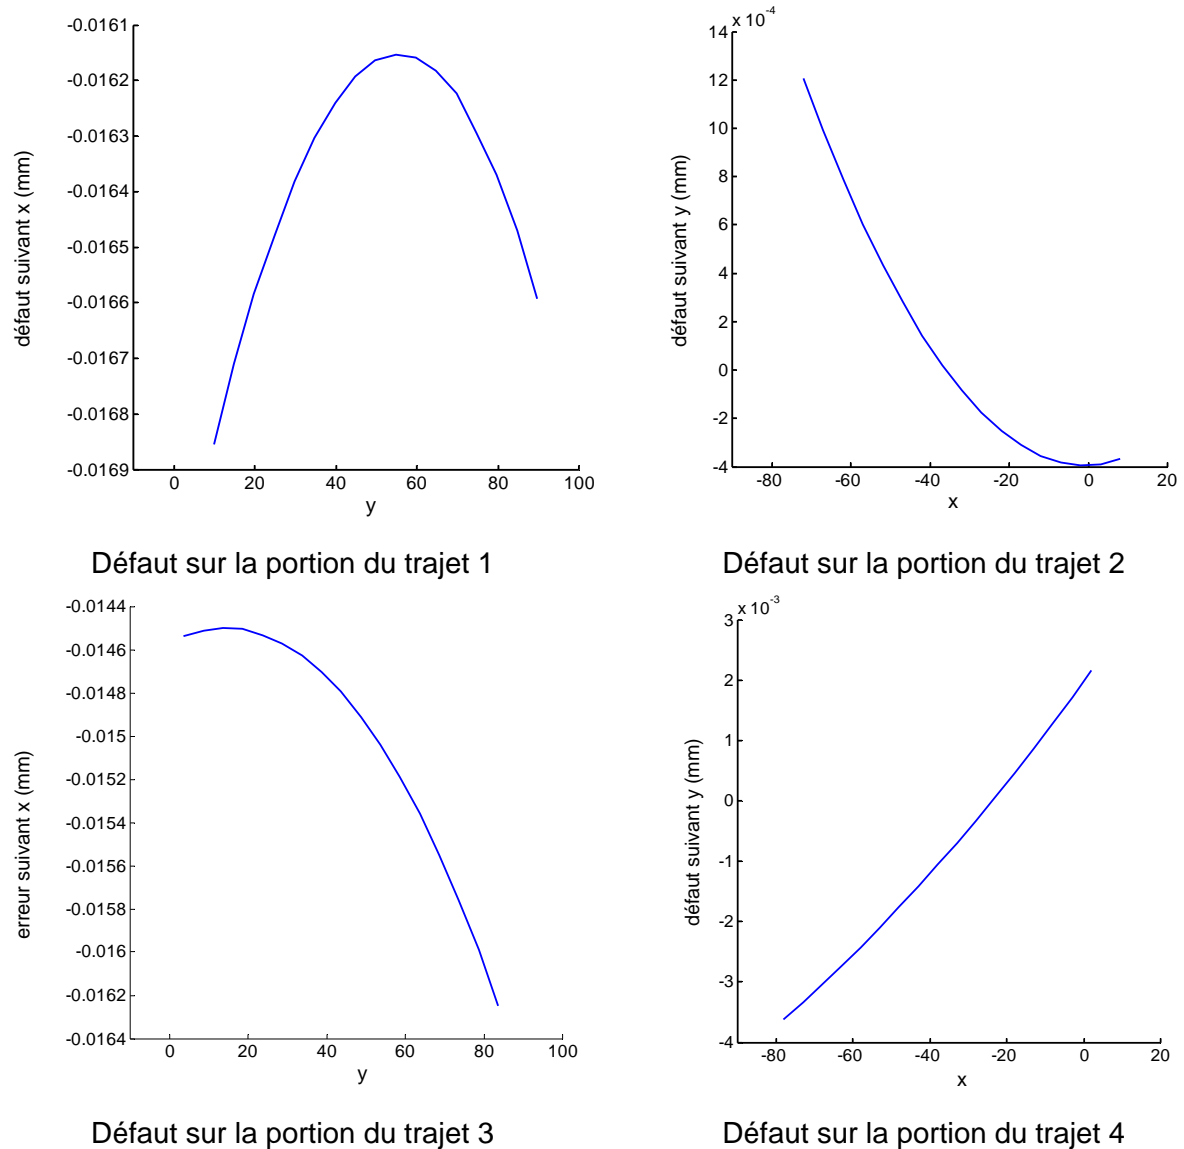 -0.0161
-0.0162
-0.0163
-0.0164
-0.0165
-0.0166
-0.0167
-0.0168
-0.0169
0 20 40 60 80 100
défaut suivant x (mm)
y
Défaut sur la portion du trajet 1
x 10-4
14
12
10
8
6
4
2
0
-2
-4
-80 -60 -40 -20 0 20
défaut suivant y (mm)
x
Défaut sur la portion du trajet 2
-0.0144
-0.0146
-0.0148
-0.015
-0.0152
-0.0154
-0.0156
-0.0158
-0.016
-0.0162
-0.0164
0 20 40 60 80 100
erreur suivant x (mm)
y
Défaut sur la portion du trajet 3
x 10-3
3
2
1
0
-1
-2
-3
-4
-80 -60 -40 -20 0 20
défaut suivant y (mm)
x
Défaut sur la portion du trajet 4